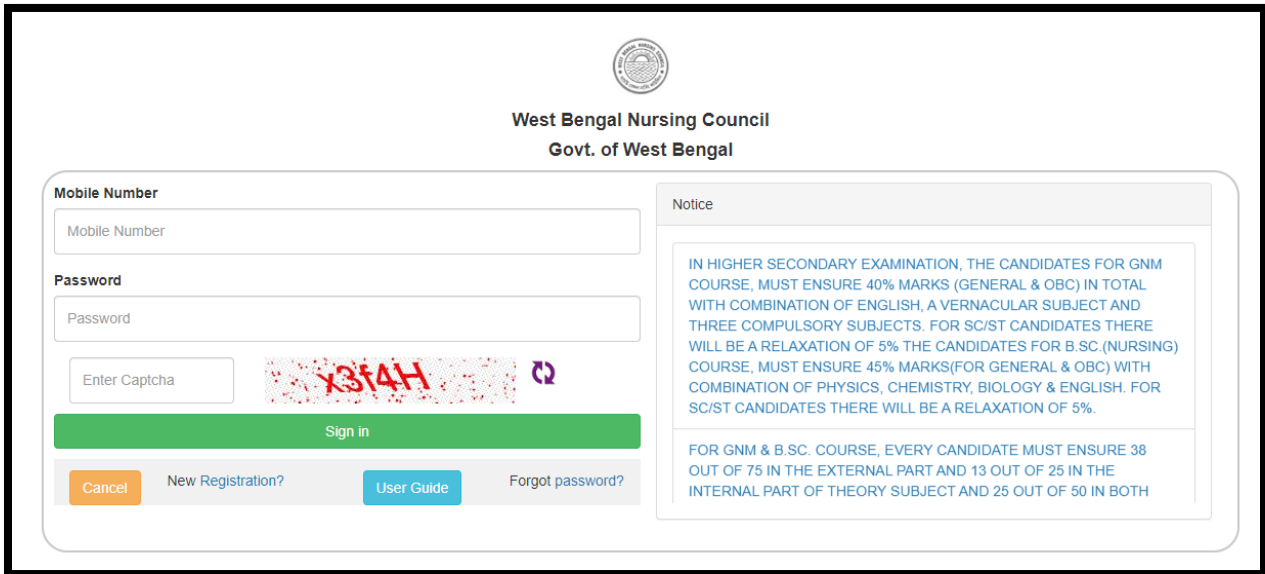 West Bengal Nursing Council
Govt. of West Bengal
Mobile Number
Mobile Number
Password
Password
Enter Captcha
x3f4H
Sign in
Cancel
New Registration?
User Guide
Forgot password?
Notice
IN HIGHER SECONDARY EXAMINATION, THE CANDIDATES FOR GNM
COURSE, MUST ENSURE 40% MARKS (GENERAL & OBC) IN TOTAL
WITH COMBINATION OF ENGLISH, A VERNACULAR SUBJECT AND
THREE COMPULSORY SUBJECTS. FOR SC/ST CANDIDATES THERE
WILL BE A RELAXATION OF 5% THE CANDIDATES FOR B.SC.(NURSING)
COURSE, MUST ENSURE 45% MARKS(FOR GENERAL & OBC) WITH
COMBINATION OF PHYSICS, CHEMISTRY, BIOLOGY & ENGLISH. FOR
SC/ST CANDIDATES THERE WILL BE A RELAXATION OF 5%.
FOR GNM & B.SC. COURSE, EVERY CANDIDATE MUST ENSURE 38
OUT OF 75 IN THE EXTERNAL PART AND 13 OUT OF 25 IN THE
INTERNAL PART OF THEORY SUBJECT AND 25 OUT OF 50 IN BOTH